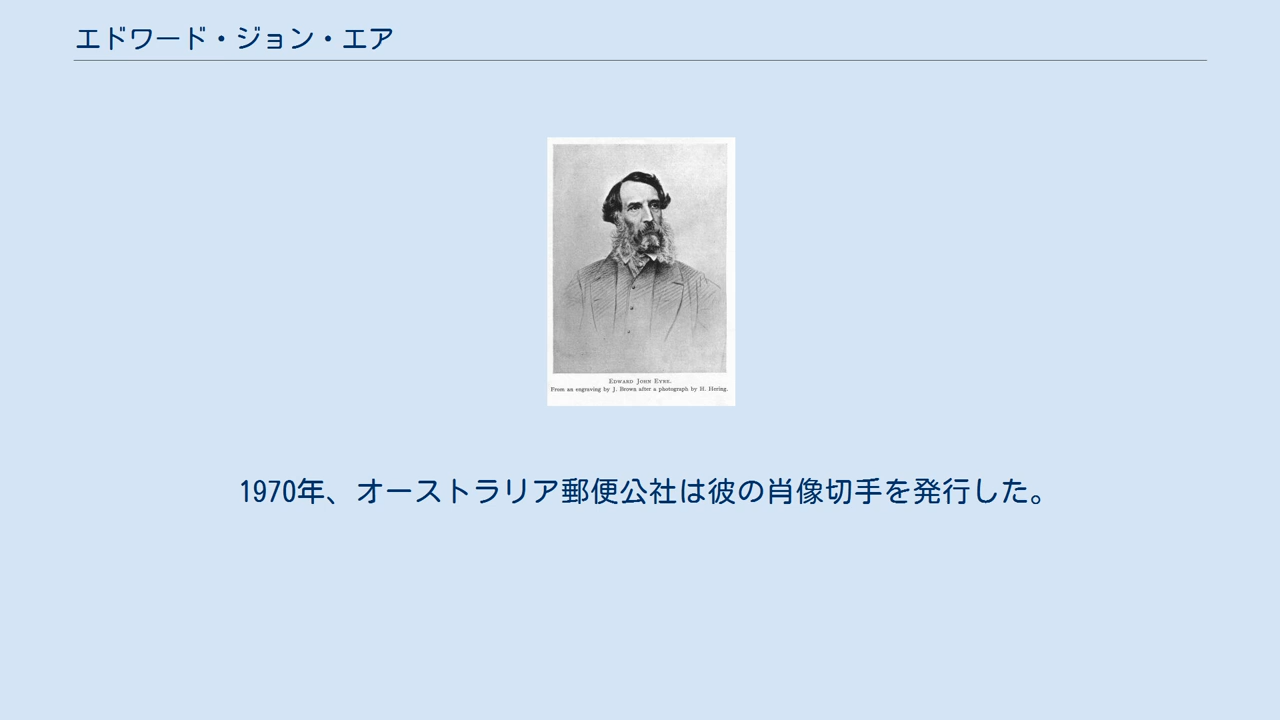 エドワード・ジョン・エア
EDWARD JOHN EYRE.
From an engraving by J. Brown after a photograph by H. Hering.
1970年、オーストラリア郵便公社は彼の肖像切手を発行した。